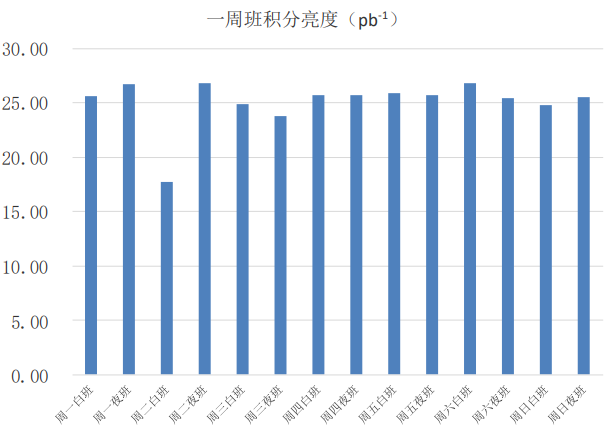 一周班积分亮度（pb-1）
30.00
25.00
20.00
15.00
10.00
5.00
0.00
周一白班
周一夜班
周二白班
周二夜班
周三白班
周三夜班
周四白班
周四夜班
周五白班
周五夜班
周六白班
周六夜班
周日白班
周日夜班